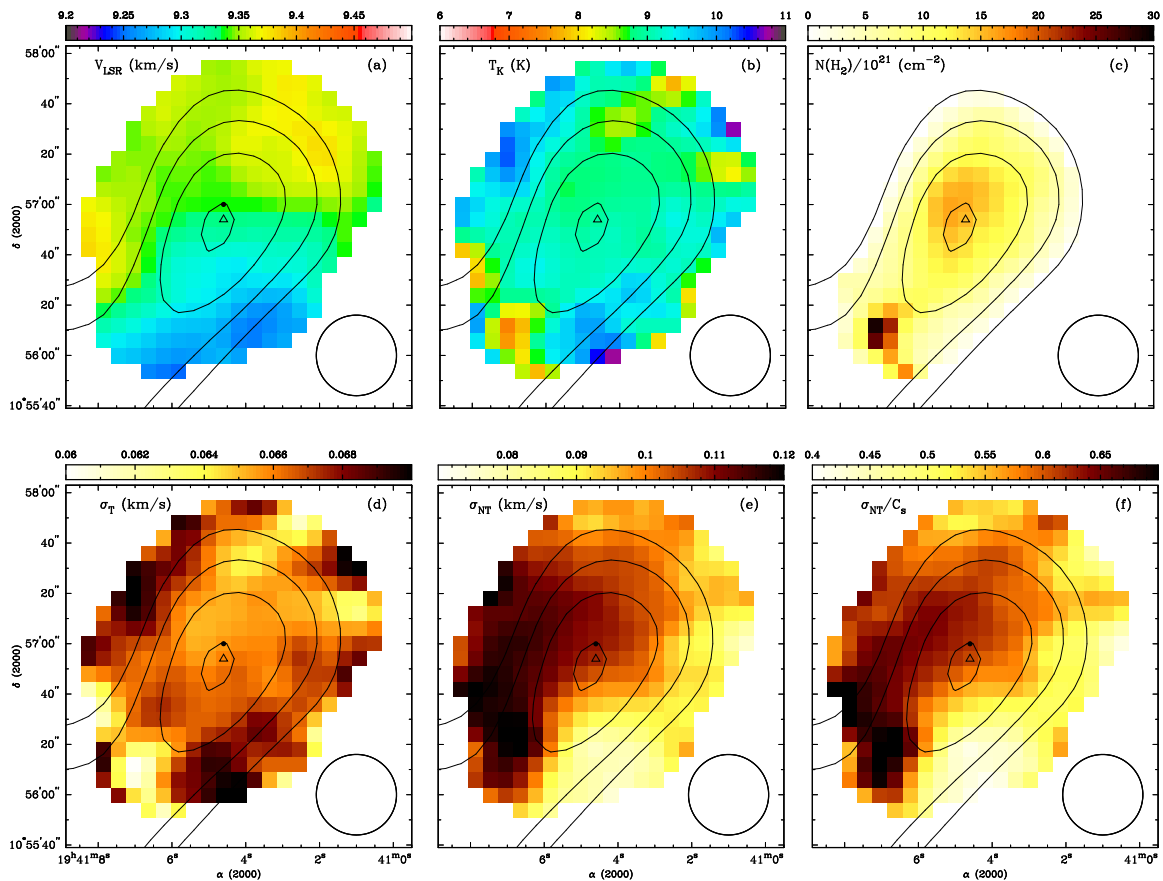 9.2 9.25 9.3 9.35 9.4 9.45
6 7 8 9 10 11
0 5 10 15 20 25 30
V_LSR (km/s) (a)
T_K (K) (b)
N(H_2)/10^21 (cm^−2) (c)
58'00"
40"
20"
57'00"
40"
20"
56'00"
10°55'40"
δ (2000)
0.06 0.062 0.064 0.066 0.068
0.08 0.09 0.1 0.11 0.12
0.4 0.45 0.5 0.55 0.6 0.65
σ_T (km/s) (d)
σ_NT (km/s) (e)
σ_NT/C_s (f)
58'00"
40"
20"
57'00"
40"
20"
56'00"
10°55'40"
δ (2000)
19^h41^m8^s 6^s 4^s 2^s 41^m0^s
6^s 4^s 2^s 41^m0^s
6^s 4^s 2^s 41^m0^s
α (2000)
α (2000)
α (2000)